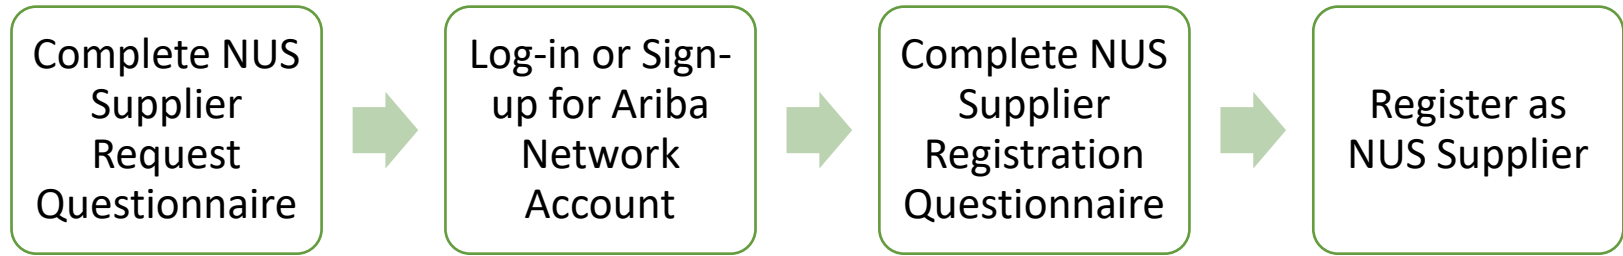 Complete NUS
Supplier
Request
Questionnaire
Log-in or Sign-
up for Ariba
Network
Account
Complete NUS
Supplier
Registration
Questionnaire
Register as
NUS Supplier